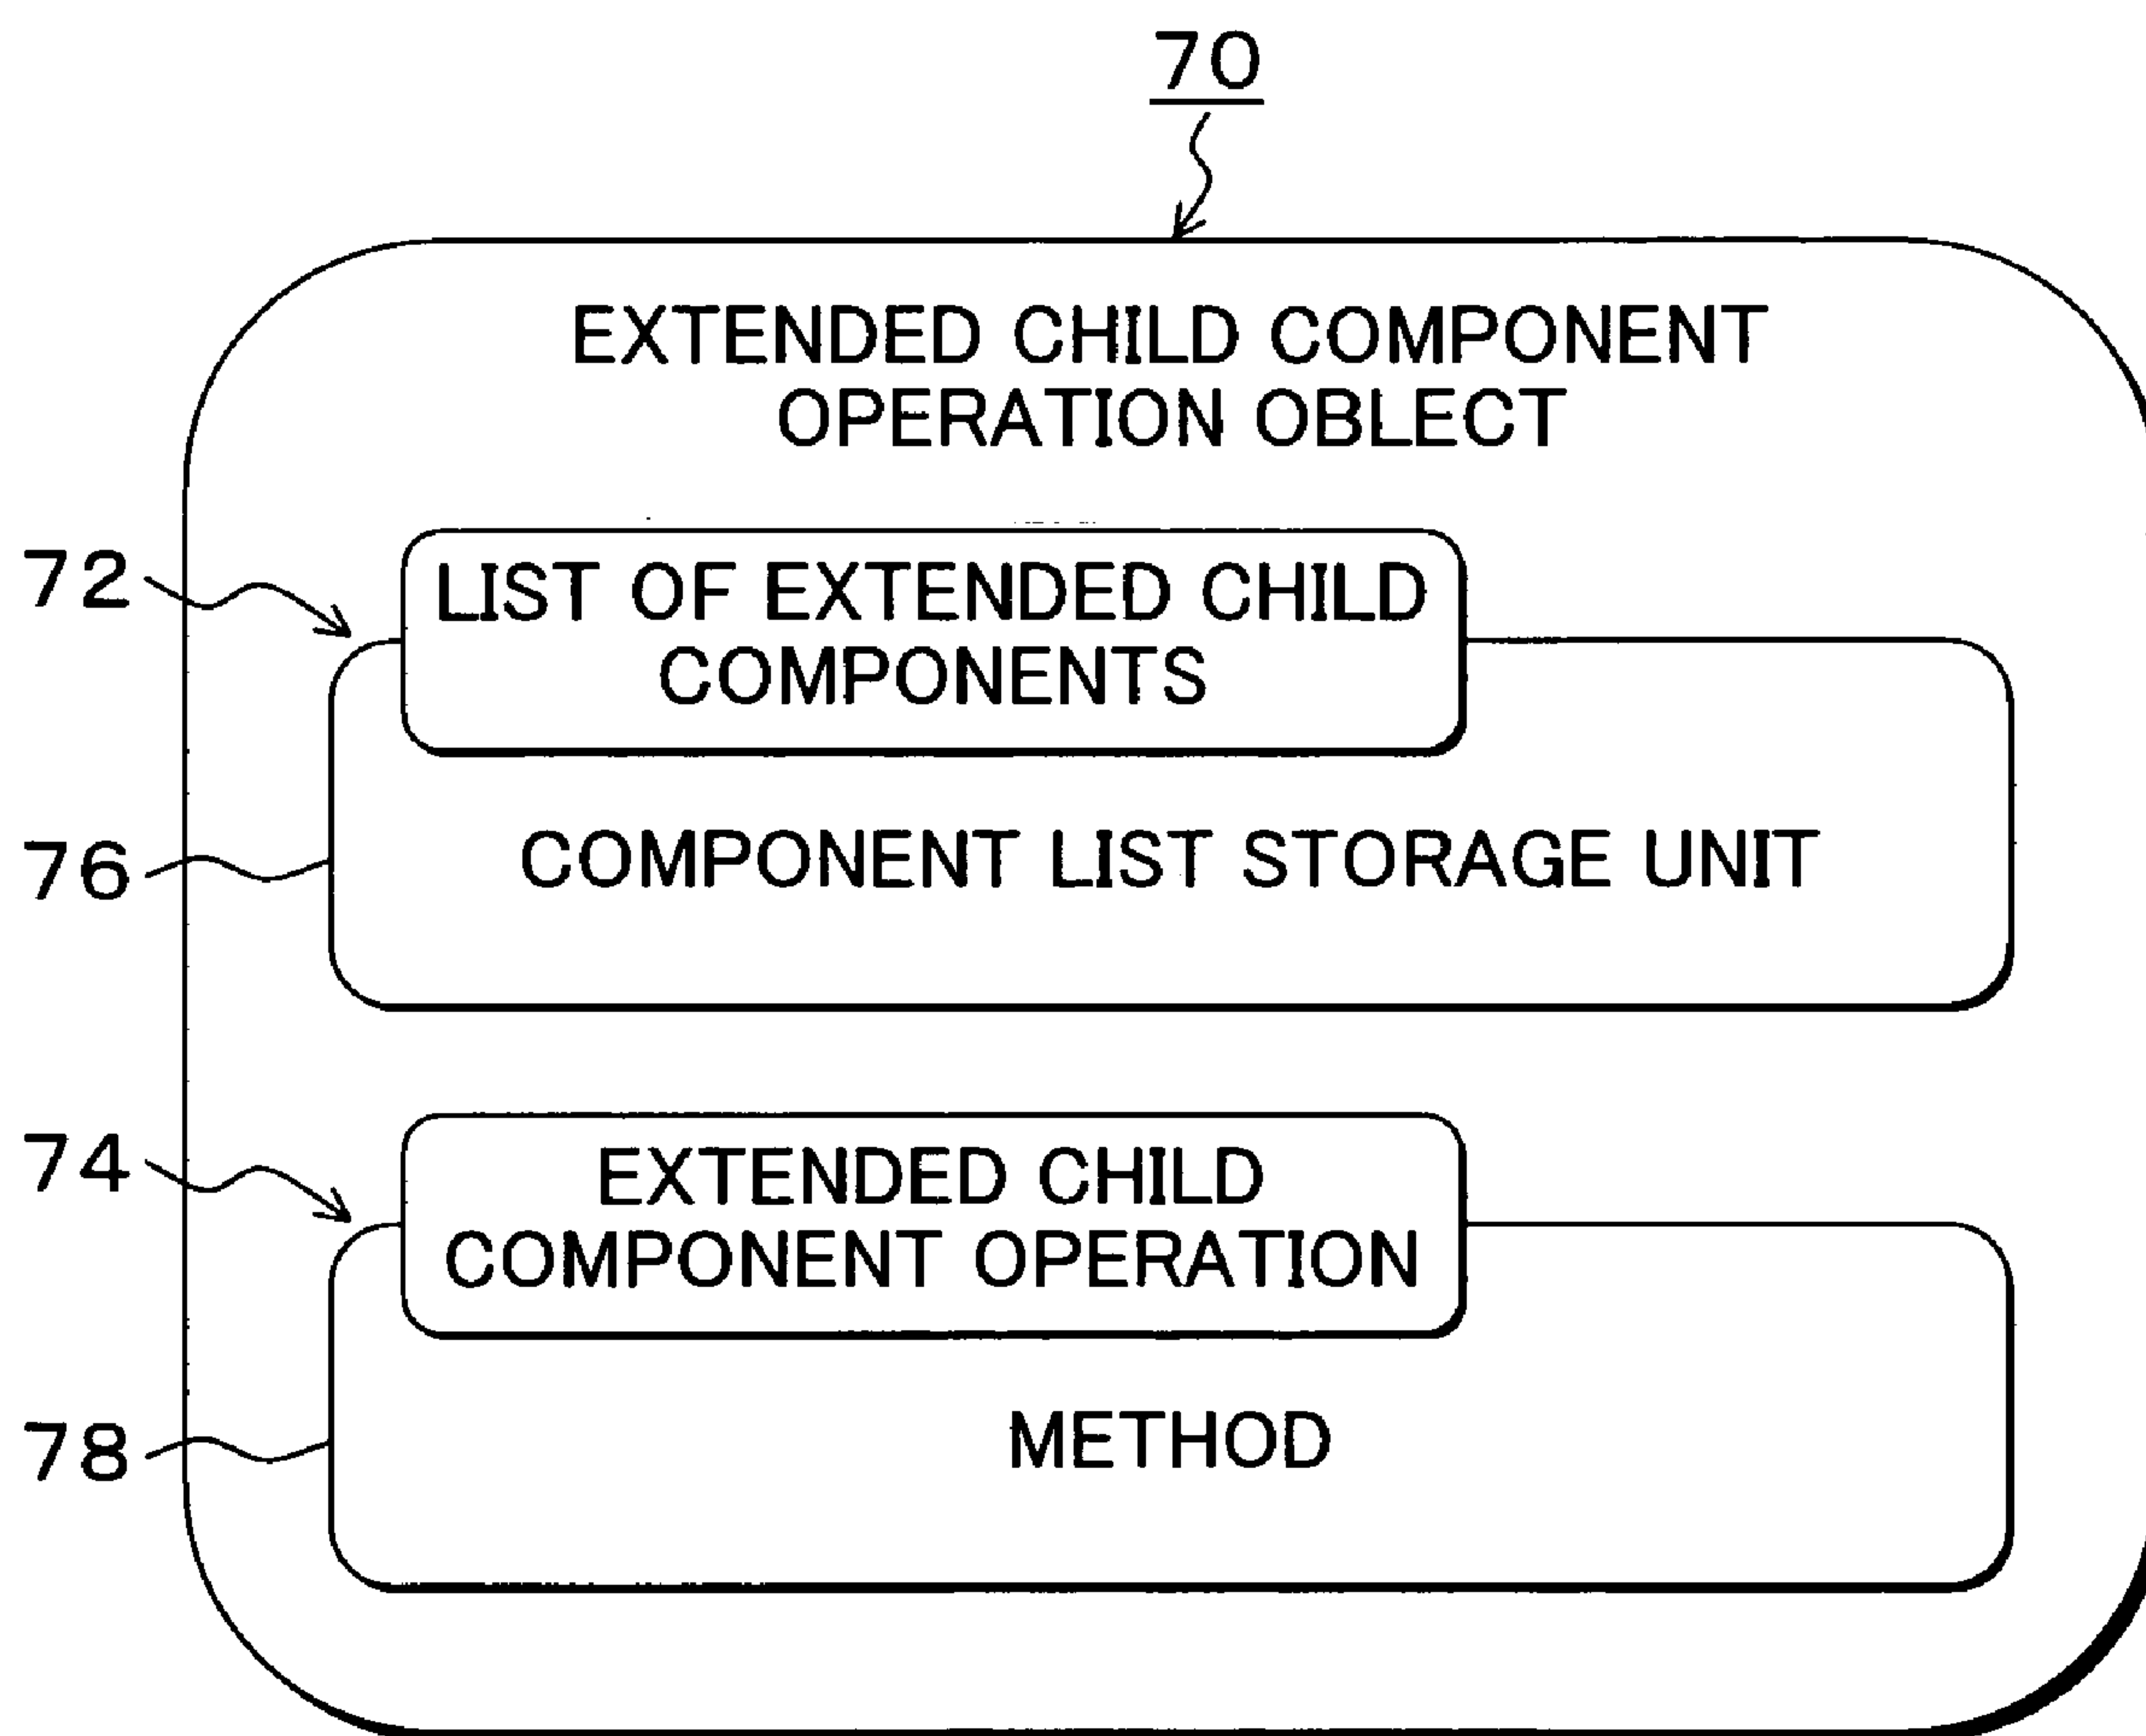 70
EXTENDED CHILD COMPONENT
OPERATION OBLECT
72
LIST OF EXTENDED CHILD
COMPONENTS
76
COMPONENT LIST STORAGE UNIT
74
EXTENDED CHILD
COMPONENT OPERATION
78
METHOD